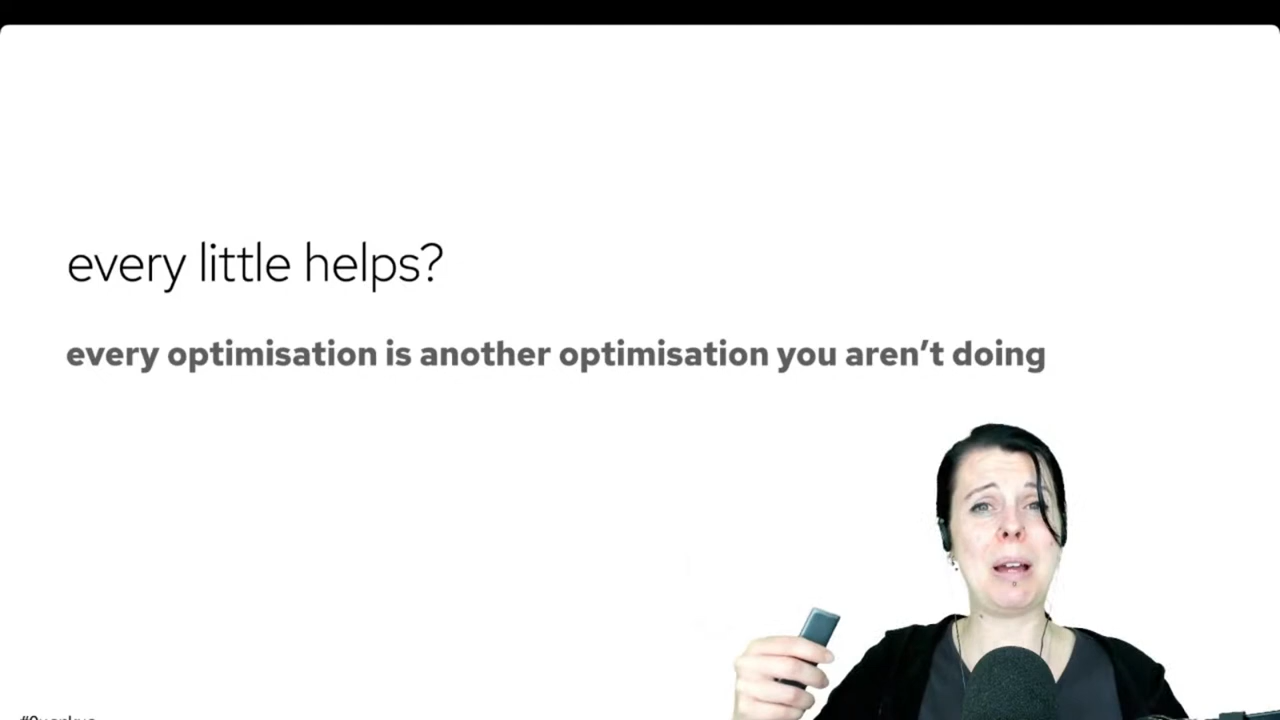 every little helps?
every optimisation is another optimisation you aren’t doing